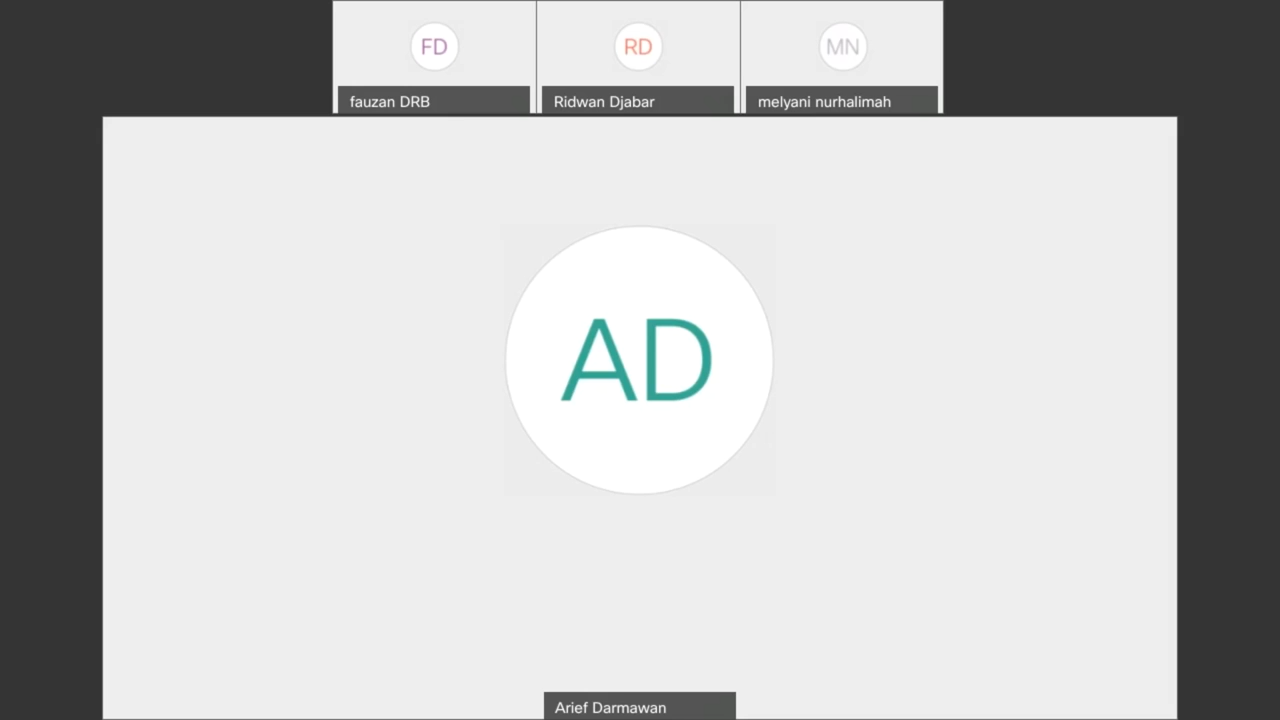 FD
RD
MN
fauzan DRB
Ridwan Djabar
melyani nurhalimah
AD
Arief Darmawan